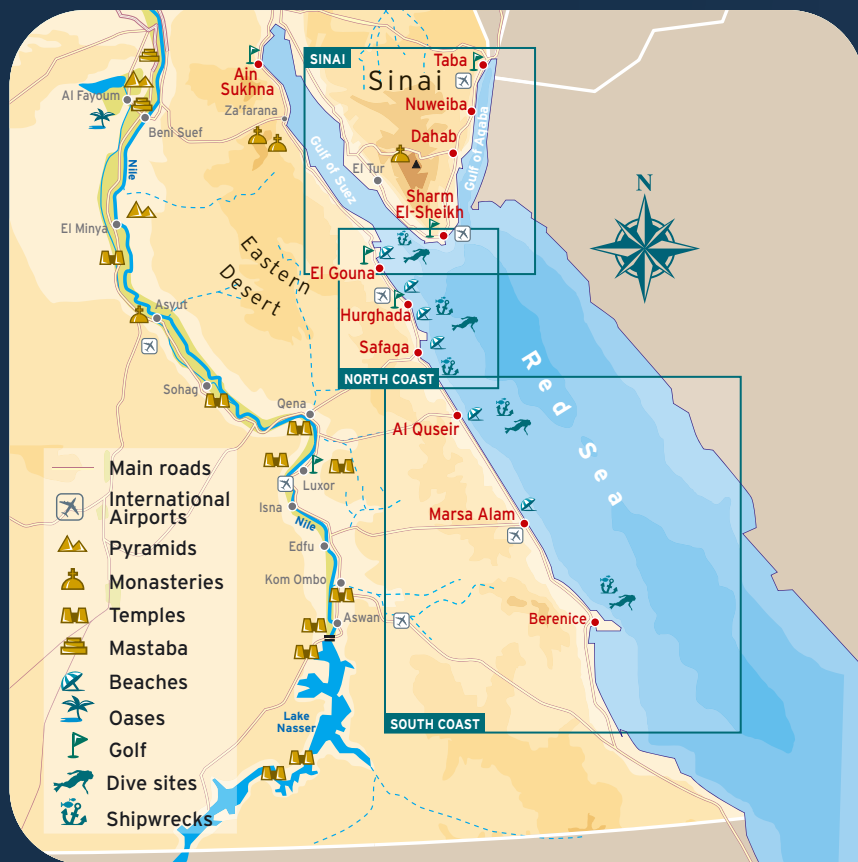 SINAI
Sinai
Taba
Ain
Sukhna
Nuweiba
Al Fayoum
Za'farana
Beni Suef
Dahab
Gulf of Suez
Gulf of Aqaba
El Tur
Nile
Sharm
El-Sheikh
N
El Minya
Eastern
Desert
El Gouna
Asyut
Hurghada
Safaga
NORTH COAST
Red Sea
Sohag
Qena
Al Quseir
Luxor
Isna
Nile
Marsa Alam
Edfu
Kom Ombo
Aswan
Berenice
Lake
Nasser
SOUTH COAST
Main roads
International
Airports
Pyramids
Monasteries
Temples
Mastaba
Beaches
Oases
Golf
Dive sites
Shipwrecks